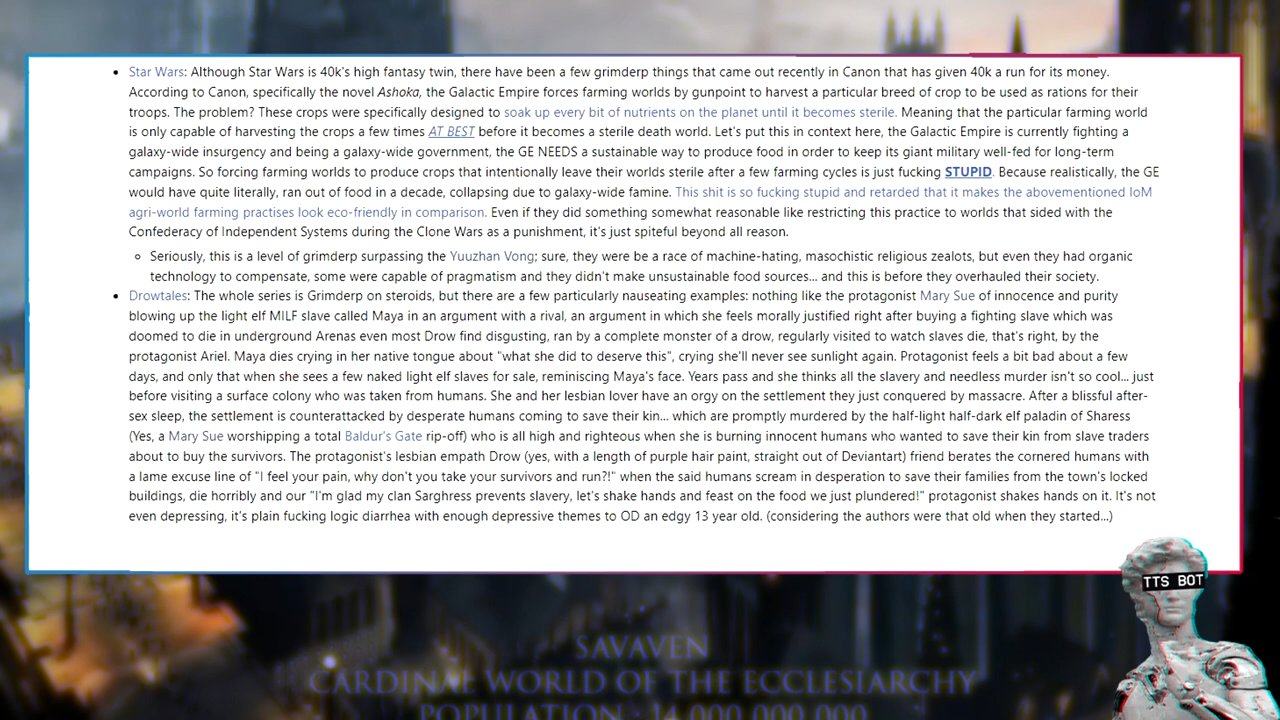 Star Wars: Although Star Wars is 40k's high fantasy twin, there have been a few grimderp things that came out recently in Canon that has given 40k a run for its money.
According to Canon, specifically the novel Ashoka, the Galactic Empire forces farming worlds by gunpoint to harvest a particular breed of crop to be used as rations for their
troops. The problem? These crops were specifically designed to soak up every bit of nutrients on the planet until it becomes sterile. Meaning that the particular farming world
is only capable of harvesting the crops a few times AT BEST before it becomes a sterile death world. Let's put this in context here, the Galactic Empire is currently fighting a
galaxy-wide insurgency and being a galaxy-wide government, the GE NEEDS a sustainable way to produce food in order to keep its giant military well-fed for long-term
campaigns. So forcing farming worlds to produce crops that intentionally leave their worlds sterile after a few farming cycles is just fucking STUPID. Because realistically, the GE
would have quite literally, ran out of food in a decade, collapsing due to galaxy-wide famine. This shit is so fucking stupid and retarded that it makes the abovementioned IoM
agri-world farming practises look eco-friendly in comparison. Even if they did something somewhat reasonable like restricting this practice to worlds that sided with the
Confederacy of Independent Systems during the Clone Wars as a punishment, it's just spiteful beyond all reason.
Seriously, this is a level of grimderp surpassing the Yuuzhan Vong; sure, they were be a race of machine-hating, masochistic religious zealots, but even they had organic
technology to compensate, some were capable of pragmatism and they didn't make unsustainable food sources... and this is before they overhauled their society.
Drowtales: The whole series is Grimderp on steroids, but there are a few particularly nauseating examples: nothing like the protagonist Mary Sue of innocence and purity
blowing up the light elf MILF slave called Maya in an argument with a rival, an argument in which she feels morally justified right after buying a fighting slave which was
doomed to die in underground Arenas even most Drow find disgusting, ran by a complete monster of a drow, regularly visited to watch slaves die, that's right, by the
protagonist Ariel. Maya dies crying in her native tongue about "what she did to deserve this", crying she'll never see sunlight again. Protagonist feels a bit bad about a few
days, and only that when she sees a few naked light elf slaves for sale, reminiscing Maya's face. Years pass and she thinks all the slavery and needless murder isn't so cool... just
before visiting a surface colony who was taken from humans. She and her lesbian lover have an orgy on the settlement they just conquered by massacre. After a blissful after-
sex sleep, the settlement is counterattacked by desperate humans coming to save their kin... which are promptly murdered by the half-light half-dark elf paladin of Sharess
(Yes, a Mary Sue worshipping a total Baldur's Gate rip-off) who is all high and righteous when she is burning innocent humans who wanted to save their kin from slave traders
about to buy the survivors. The protagonist's lesbian empath Drow (yes, with a length of purple hair paint, straight out of Deviantart) friend berates the cornered humans with
a lame excuse line of "I feel your pain, why don't you take your survivors and run?!" when the said humans scream in desperation to save their families from the town's locked
buildings, die horribly and our "I'm glad my clan Sarghress prevents slavery, let's shake hands and feast on the food we just plundered!" protagonist shakes hands on it. It's not
even depressing, it's plain fucking logic diarrhea with enough depressive themes to OD an edgy 13 year old. (considering the authors were that old when they started...)
TTS BOT
SAVAVEN
CARDINAL WORLD OF THE ECCLESIARCHY
POPULATION : 14,000,000,000